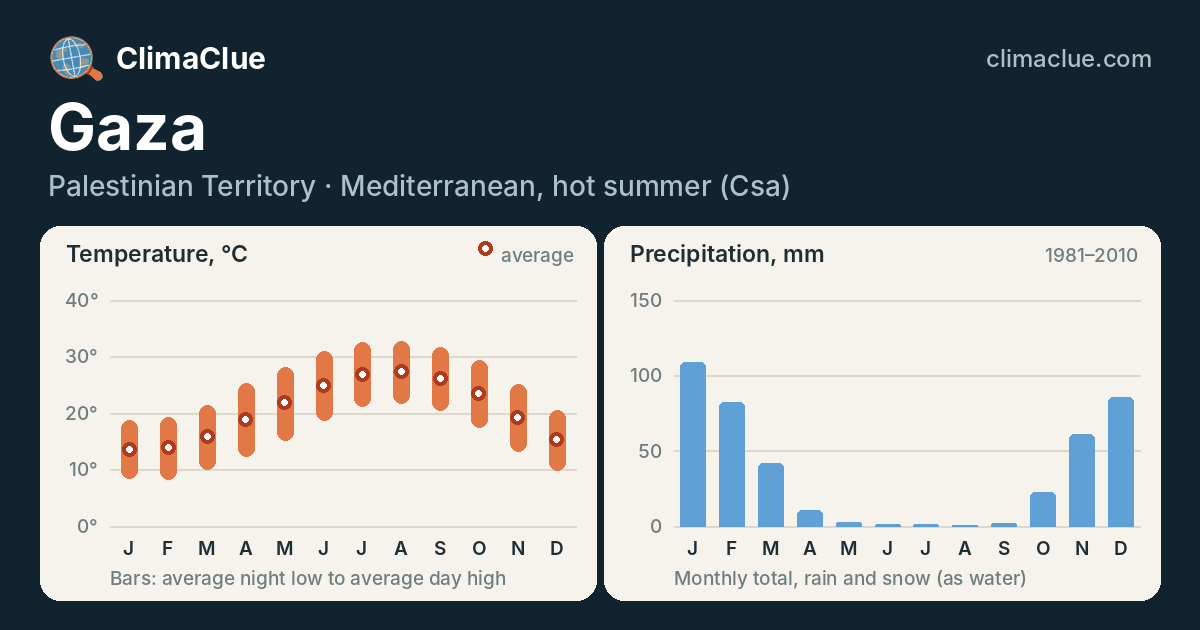 ClimaClue
climaclue.com
Gaza
Palestinian Territory · Mediterranean, hot summer (Csa)
Temperature, °C
average
40°
30°
20°
10°
0°
J F M A M J J A S O N D
Bars: average night low to average day high
Precipitation, mm
1981–2010
150
100
50
0
J F M A M J J A S O N D
Monthly total, rain and snow (as water)